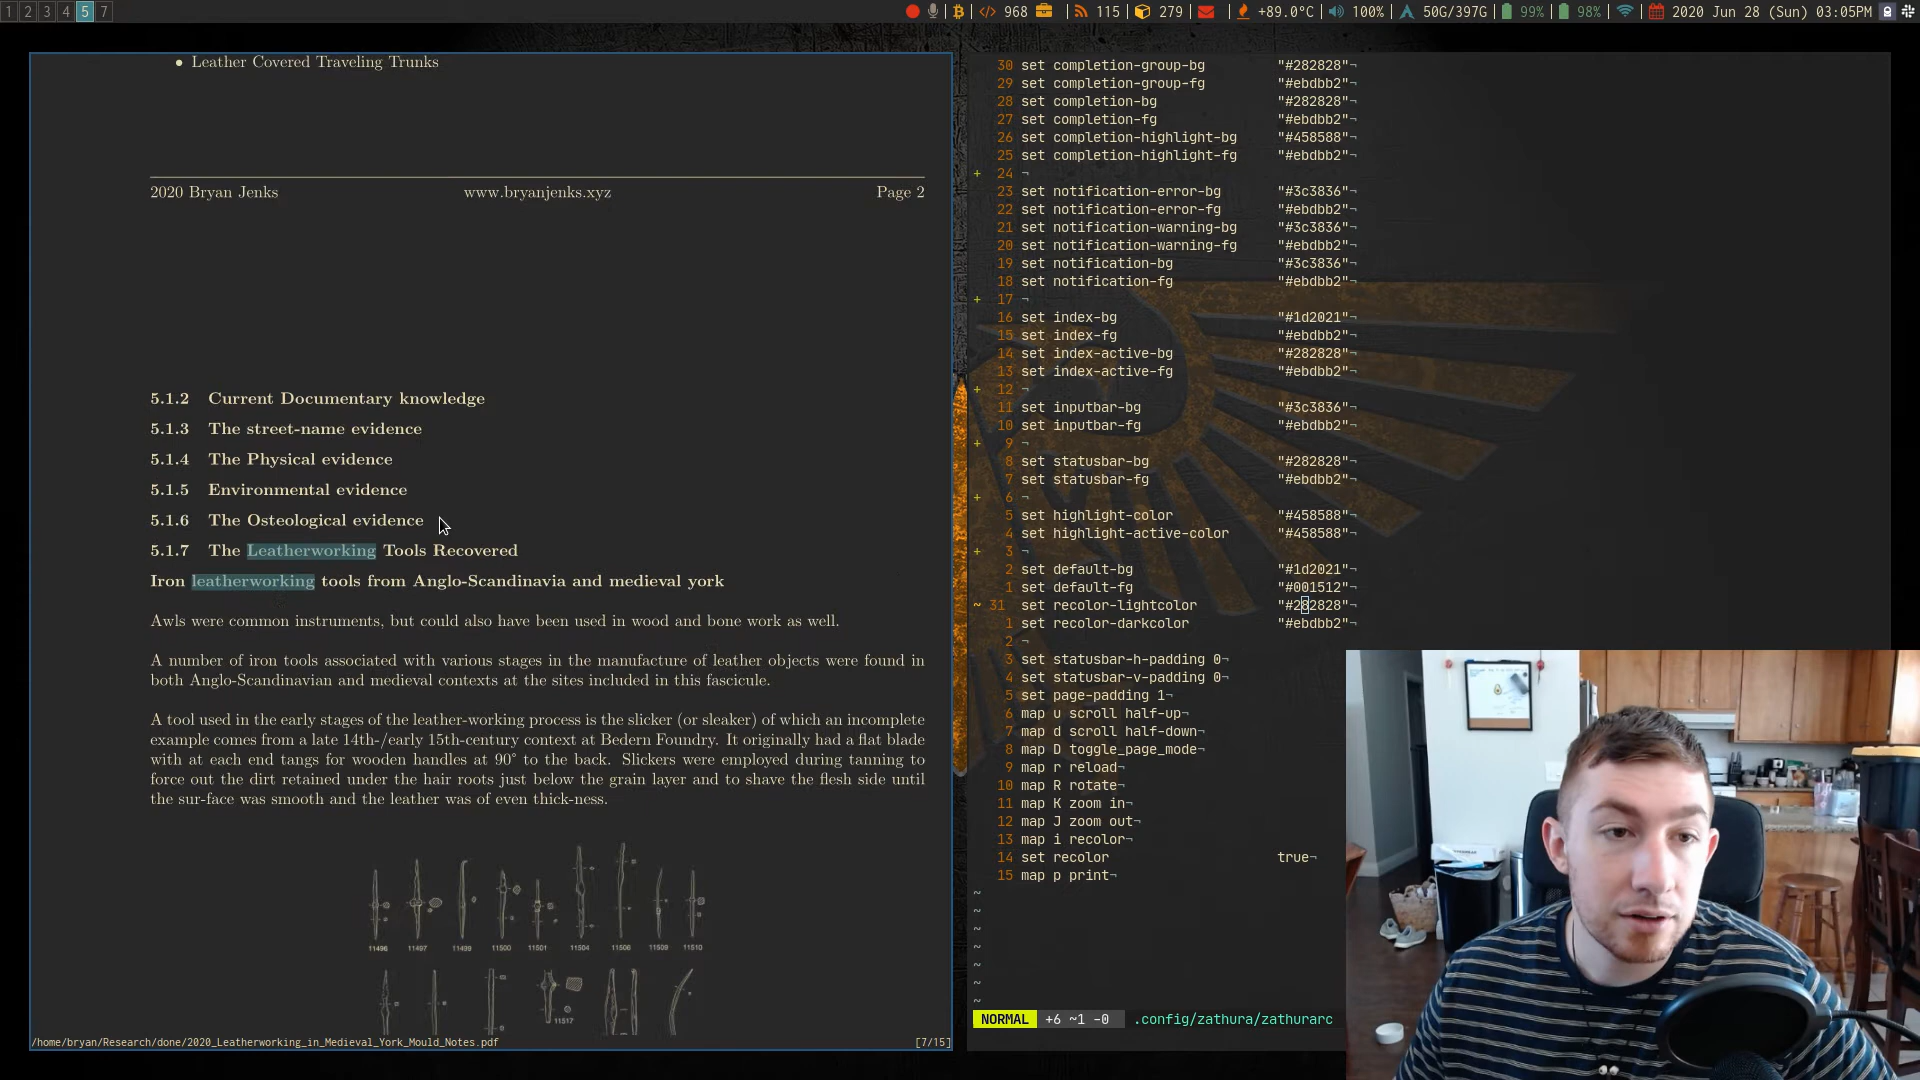 1 2 3 4 5 7
968 115 279 +89.0°C 100% 50G/397G 99% 98% 2020 Jun 28 (Sun) 03:05PM
• Leather Covered Traveling Trunks
2020 Bryan Jenks www.bryanjenks.xyz Page 2
5.1.2 Current Documentary knowledge
5.1.3 The street-name evidence
5.1.4 The Physical evidence
5.1.5 Environmental evidence
5.1.6 The Osteological evidence
5.1.7 The Leatherworking Tools Recovered
Iron leatherworking tools from Anglo-Scandinavia and medieval york
Awls were common instruments, but could also have been used in wood and bone work as well.
A number of iron tools associated with various stages in the manufacture of leather objects were found in
both Anglo-Scandinavian and medieval contexts at the sites included in this fascicule.
A tool used in the early stages of the leather-working process is the slicker (or sleaker) of which an incomplete
example comes from a late 14th-/early 15th-century context at Bedern Foundry. It originally had a flat blade
with at each end tangs for wooden handles at 90° to the back. Slickers were employed during tanning to
force out the dirt retained under the hair roots just below the grain layer and to shave the flesh side until
the sur-face was smooth and the leather was of even thick-ness.
11496 11497 11499 11500 11501 11504 11506 11509 11510
11517
/home/bryan/Research/done/2020_Leatherworking_in_Medieval_York_Mould_Notes.pdf [7/15]
30 set completion-group-bg "#282828"¬
29 set completion-group-fg "#ebdbb2"¬
28 set completion-bg "#282828"¬
27 set completion-fg "#ebdbb2"¬
26 set completion-highlight-bg "#458588"¬
25 set completion-highlight-fg "#ebdbb2"¬
+ 24 ¬
23 set notification-error-bg "#3c3836"¬
22 set notification-error-fg "#ebdbb2"¬
21 set notification-warning-bg "#3c3836"¬
20 set notification-warning-fg "#ebdbb2"¬
19 set notification-bg "#3c3836"¬
18 set notification-fg "#ebdbb2"¬
+ 17 ¬
16 set index-bg "#1d2021"¬
15 set index-fg "#ebdbb2"¬
14 set index-active-bg "#282828"¬
13 set index-active-fg "#ebdbb2"¬
+ 12 ¬
11 set inputbar-bg "#3c3836"¬
10 set inputbar-fg "#ebdbb2"¬
+ 9 ¬
8 set statusbar-bg "#282828"¬
7 set statusbar-fg "#ebdbb2"¬
+ 6 ¬
5 set highlight-color "#458588"¬
4 set highlight-active-color "#458588"¬
+ 3 ¬
2 set default-bg "#1d2021"¬
1 set default-fg "#001512"¬
~ 31 set recolor-lightcolor "#282828"¬
1 set recolor-darkcolor "#ebdbb2"¬
2 ¬
3 set statusbar-h-padding 0¬
4 set statusbar-v-padding 0¬
5 set page-padding 1¬
6 map u scroll half-up¬
7 map d scroll half-down¬
8 map D toggle_page_mode¬
9 map r reload¬
10 map R rotate¬
11 map K zoom in¬
12 map J zoom out¬
13 map i recolor¬
14 set recolor true¬
15 map p print¬
~
~
~
~
~
~
~
NORMAL +6 ~1 -0 .config/zathura/zathurarc